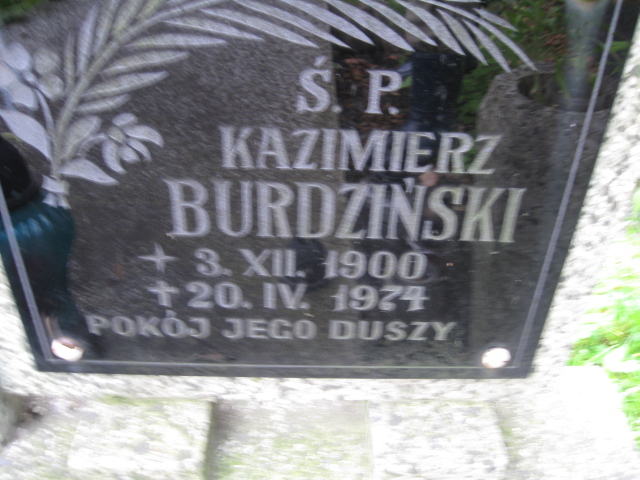 Ś. P.
KAZIMIERZ
BURDZIŃSKI
3. XII. 1900
✝ 20. IV. 1974
POKÓJ JEGO DUSZY